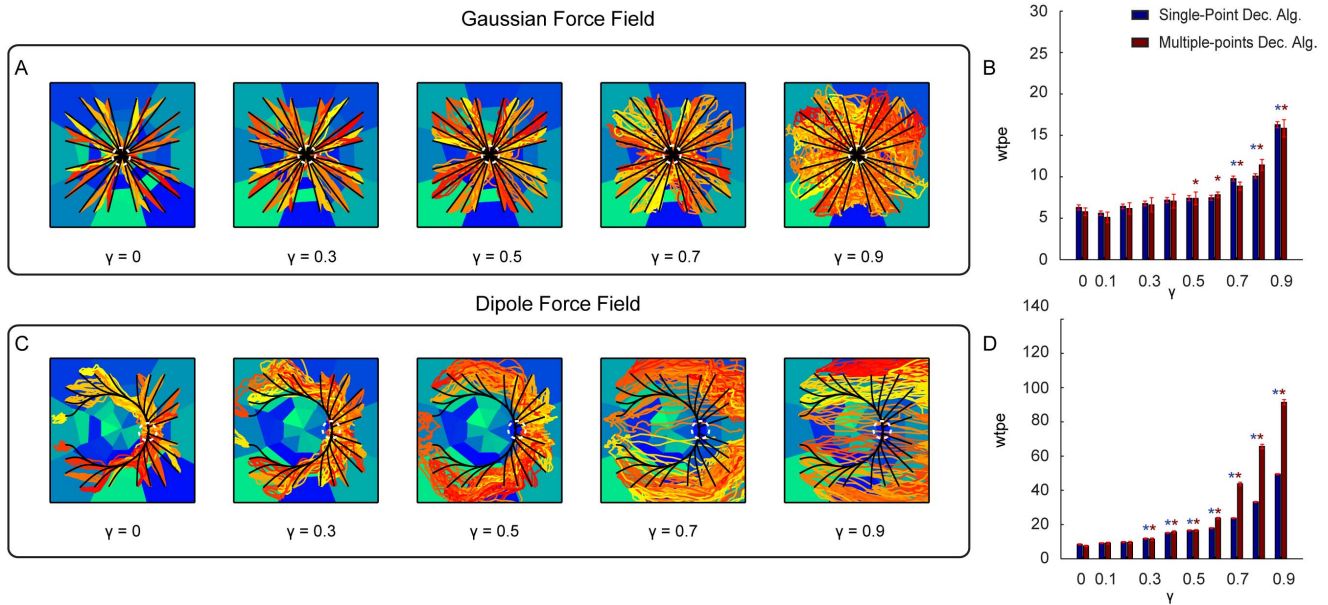 Gaussian Force Field
A
γ = 0 γ = 0.3 γ = 0.5 γ = 0.7 γ = 0.9
Dipole Force Field
C
γ = 0 γ = 0.3 γ = 0.5 γ = 0.7 γ = 0.9
B
Single-Point Dec. Alg.
Multiple-points Dec. Alg.
wtpe
30
25
20
15
10
5
0
** 
**
**
*
*
0 0.1 0.3 0.5 0.7 0.9
γ
D
wtpe
140
120
100
80
60
40
20
0
**
**
**
**
** ** **
0 0.1 0.3 0.5 0.7 0.9
γ